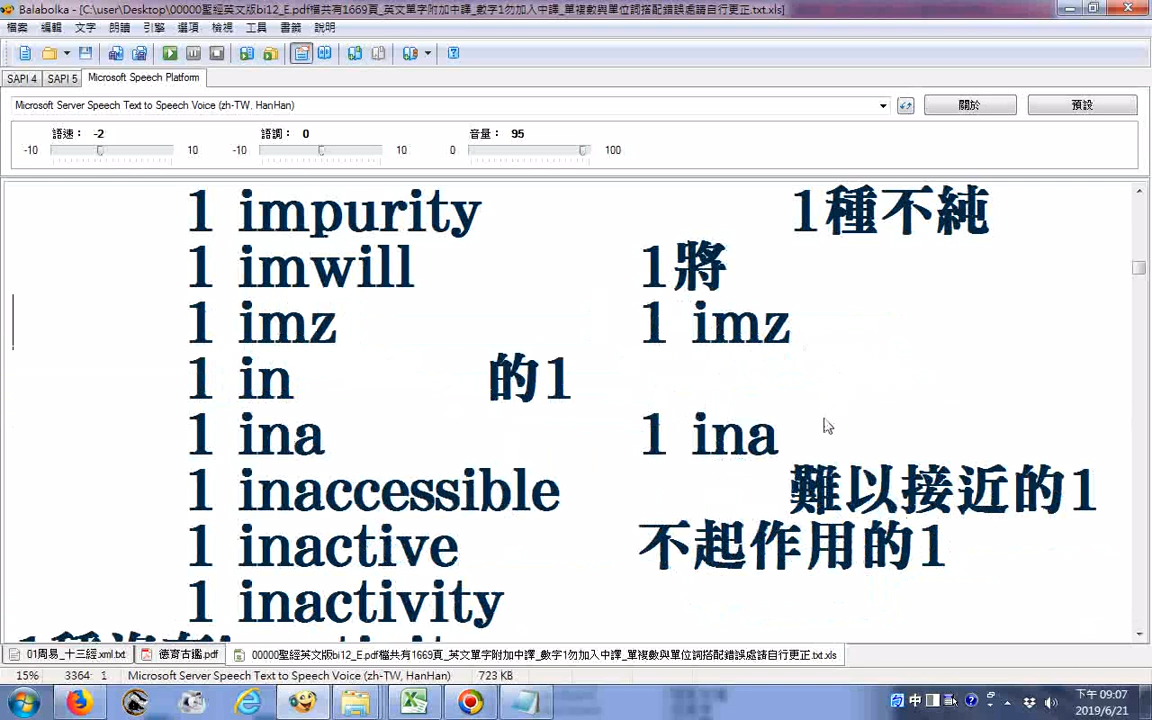 Balabolka - [C:\user\Desktop\00000聖經英文版bi12_E.pdf檔共有1669頁_英文單字附加中譯_數字1勿加入中譯_單複數與單位詞搭配錯誤處請自行更正.txt.xls]
檔案 編輯 文字 朗讀 引擎 選項 檢視 工具 書籤 說明
SAPI 4 SAPI 5 Microsoft Speech Platform
Microsoft Server Speech Text to Speech Voice (zh-TW, HanHan) 關於 預設
語速： -2 語調： 0 音量： 95
-10 10 -10 10 0 100
1 impurity 1種不純
1 imwill 1將
1 imz 1 imz
1 in 的1
1 ina 1 ina
1 inaccessible 難以接近的1
1 inactive 不起作用的1
1 inactivity
01周易_十三經.xml.txt 德育古鑑.pdf 00000聖經英文版bi12_E.pdf檔共有1669頁_英文單字附加中譯_數字1勿加入中譯_單複數與單位詞搭配錯誤處請自行更正.txt.xls
15% 3364: 1 Microsoft Server Speech Text to Speech Voice (zh-TW, HanHan) 723 KB
中 下午 09:07
2019/6/21